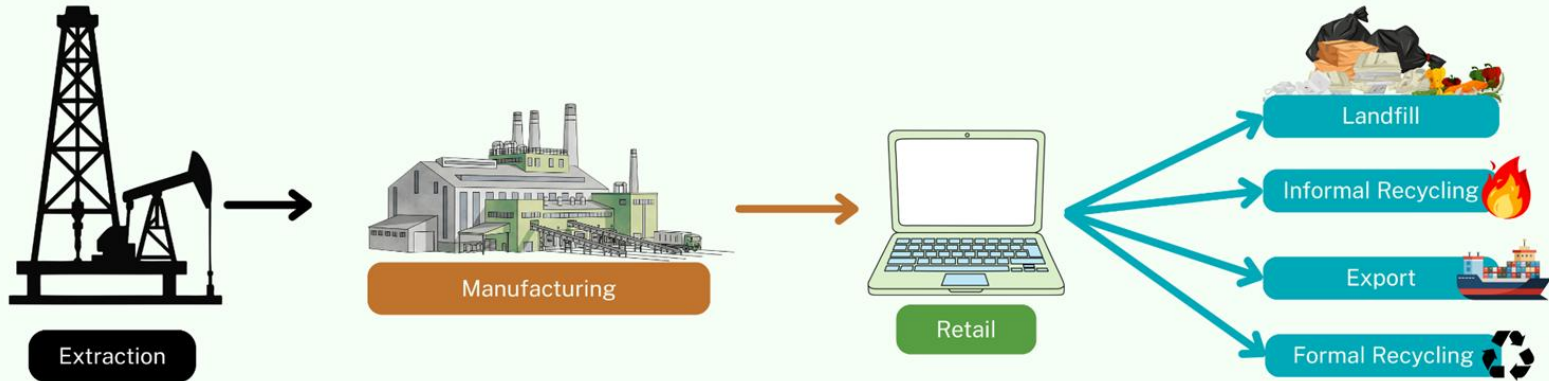 Extraction
Manufacturing
Retail
Landfill
Informal Recycling
Export
Formal Recycling